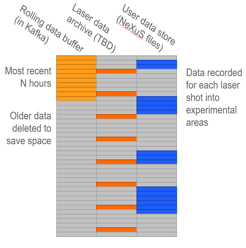 Rolling data buffer
(in Kafka)
Laser data
archive (TBD)
User data store
(NeXuS files)
Most recent
N hours
Older data
deleted to
save space
Data recorded
for each laser
shot into
experimental
areas